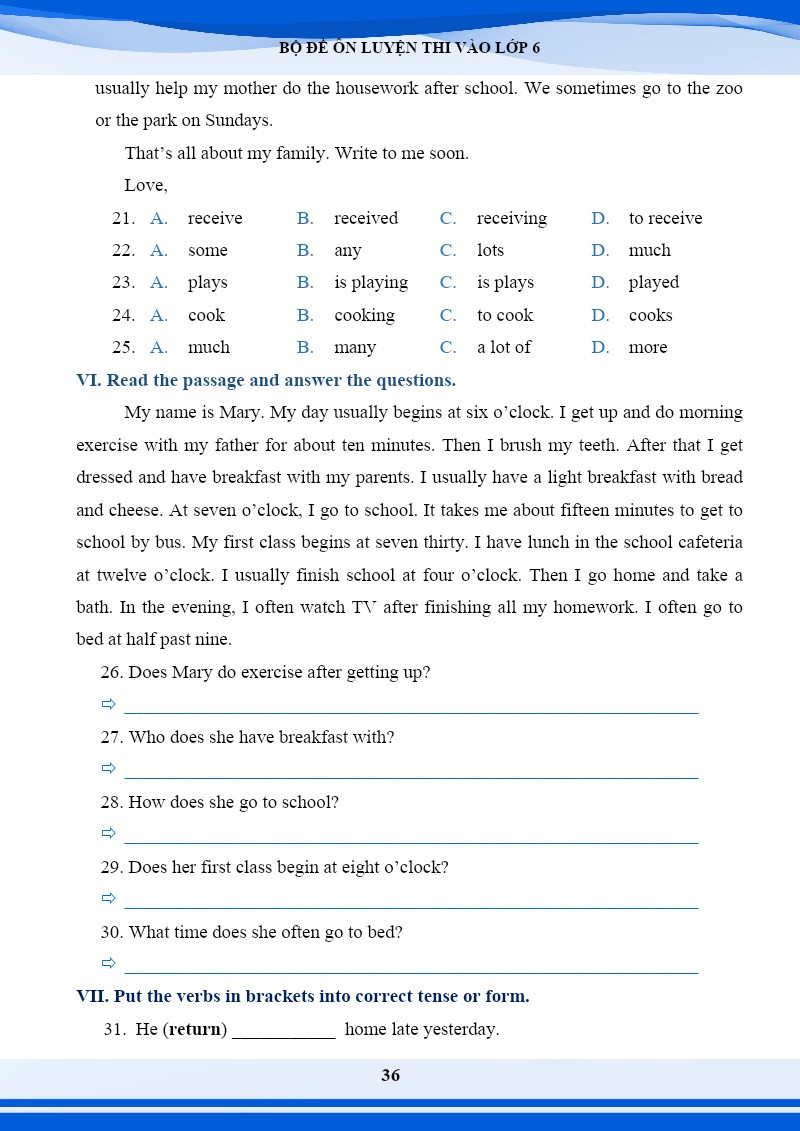 BỘ ĐỀ ÔN LUYỆN THI VÀO LỚP 6
usually help my mother do the housework after school. We sometimes go to the zoo
or the park on Sundays.
That’s all about my family. Write to me soon.
Love,
21. A. receive B. received C. receiving D. to receive
22. A. some B. any C. lots D. much
23. A. plays B. is playing C. is plays D. played
24. A. cook B. cooking C. to cook D. cooks
25. A. much B. many C. a lot of D. more
VI. Read the passage and answer the questions.
My name is Mary. My day usually begins at six o’clock. I get up and do morning
exercise with my father for about ten minutes. Then I brush my teeth. After that I get
dressed and have breakfast with my parents. I usually have a light breakfast with bread
and cheese. At seven o’clock, I go to school. It takes me about fifteen minutes to get to
school by bus. My first class begins at seven thirty. I have lunch in the school cafeteria
at twelve o’clock. I usually finish school at four o’clock. Then I go home and take a
bath. In the evening, I often watch TV after finishing all my homework. I often go to
bed at half past nine.
26. Does Mary do exercise after getting up?
⇨ ____________________
27. Who does she have breakfast with?
⇨ ____________________
28. How does she go to school?
⇨ ____________________
29. Does her first class begin at eight o’clock?
⇨ ____________________
30. What time does she often go to bed?
⇨ ____________________
VII. Put the verbs in brackets into correct tense or form.
31. He (return) ___________ home late yesterday.
36